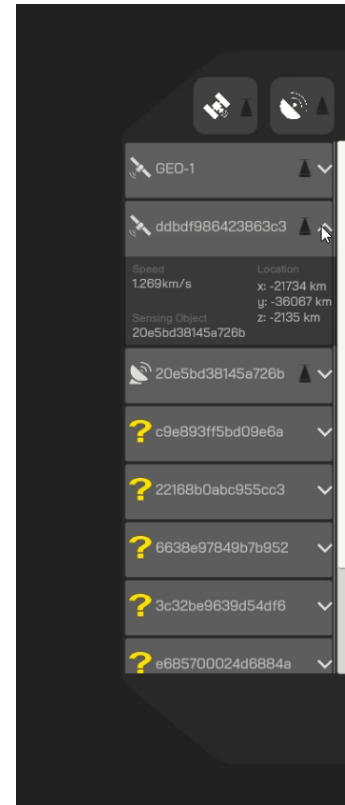 GEO-1
ddbdf986423863c3
Speed
1.269km/s
Location
x: -21734 km
y: -36067 km
z: -2135 km
Sensing Object
20e5bd38145a726b
20e5bd38145a726b
c9e893ff5bd09e6a
22168b0abc955cc3
6638e97849b7b952
3c32be9639d54df6
e685700024d6884a